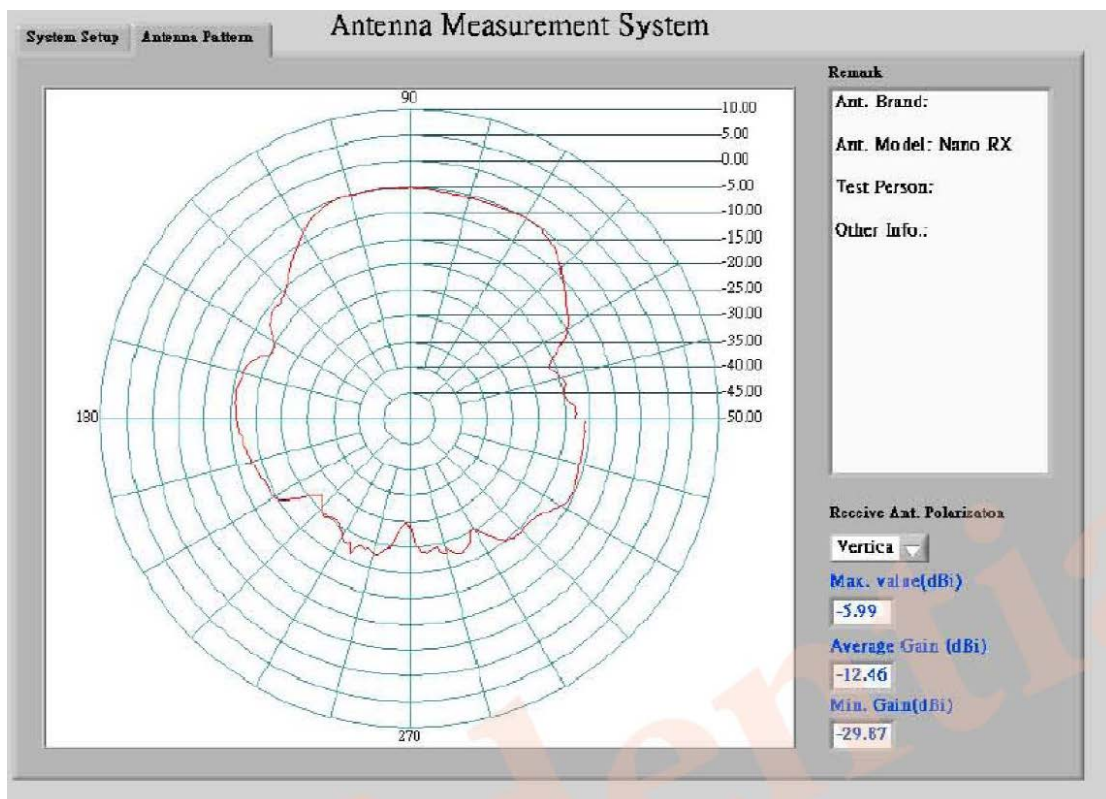 Antenna Measurement System
System Setup
Antenna Pattern
90
10.00
5.00
0.00
-5.00
-10.00
-15.00
-20.00
-25.00
-30.00
-35.00
-40.00
-45.00
-50.00
180
270
Remark
Ant. Brand:
Ant. Model: Nano RX
Test Person:
Other Info.:
Receive Ant. Polarizaton
Vertica
Max. value(dBi)
-5.99
Average Gain (dBi)
-12.46
Min. Gain(dBi)
-29.87